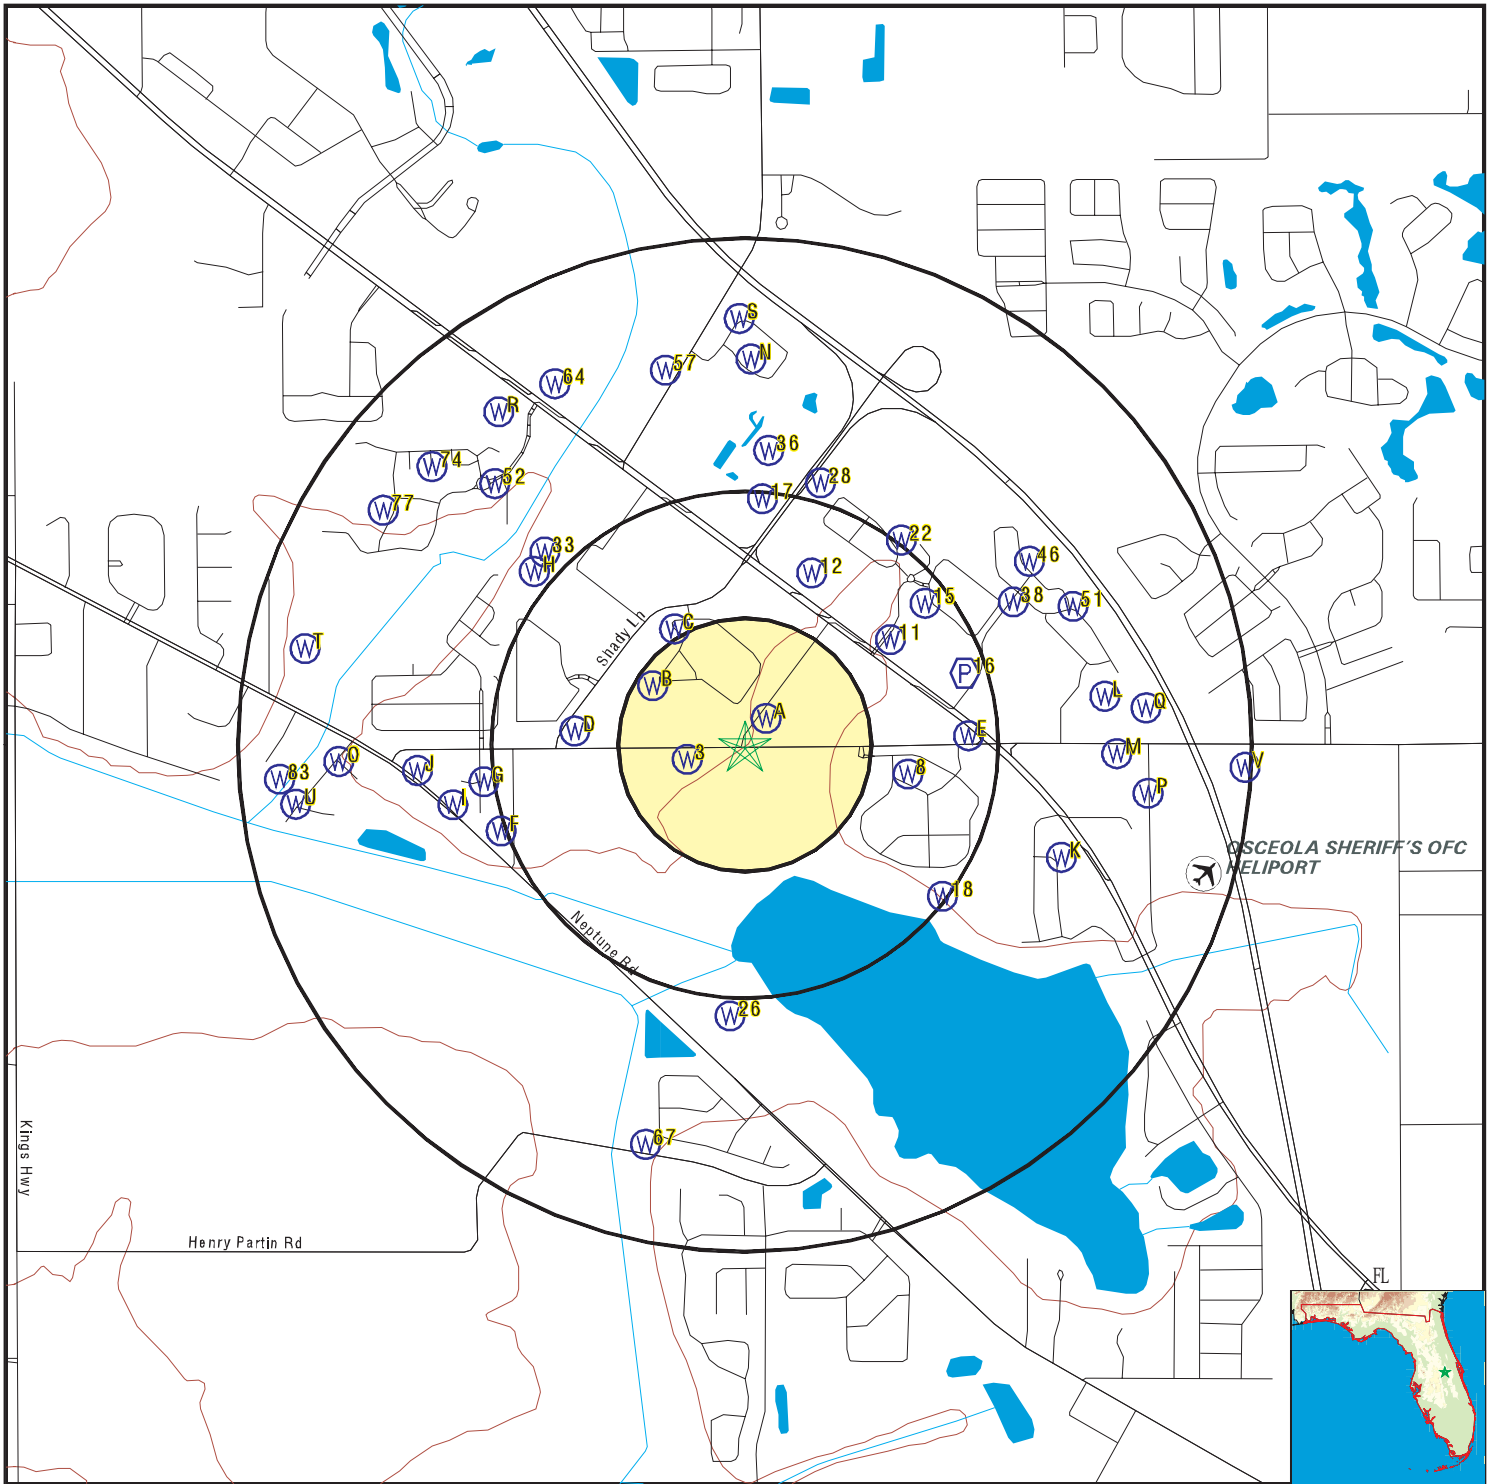 W S
W N
W 57
W 64
W R
W 36
W 74
W 52
W 28
W 17
W 77
W 22
W 33
W H
W 46
W 12
W 15
W 38
W 51
W C
Shady Ln
W 11
W T
P 16
W B
W L
W Q
W A
W D
W E
W 3
W M
W O
W J
W 8
W V
W 83
W G
W P
W U
W I
W F
OSCEOLA SHERIFF'S OFC
HELIPORT
W K
W 18
Neptune Rd
W 26
Kings Hwy
W 67
Henry Partin Rd
FL